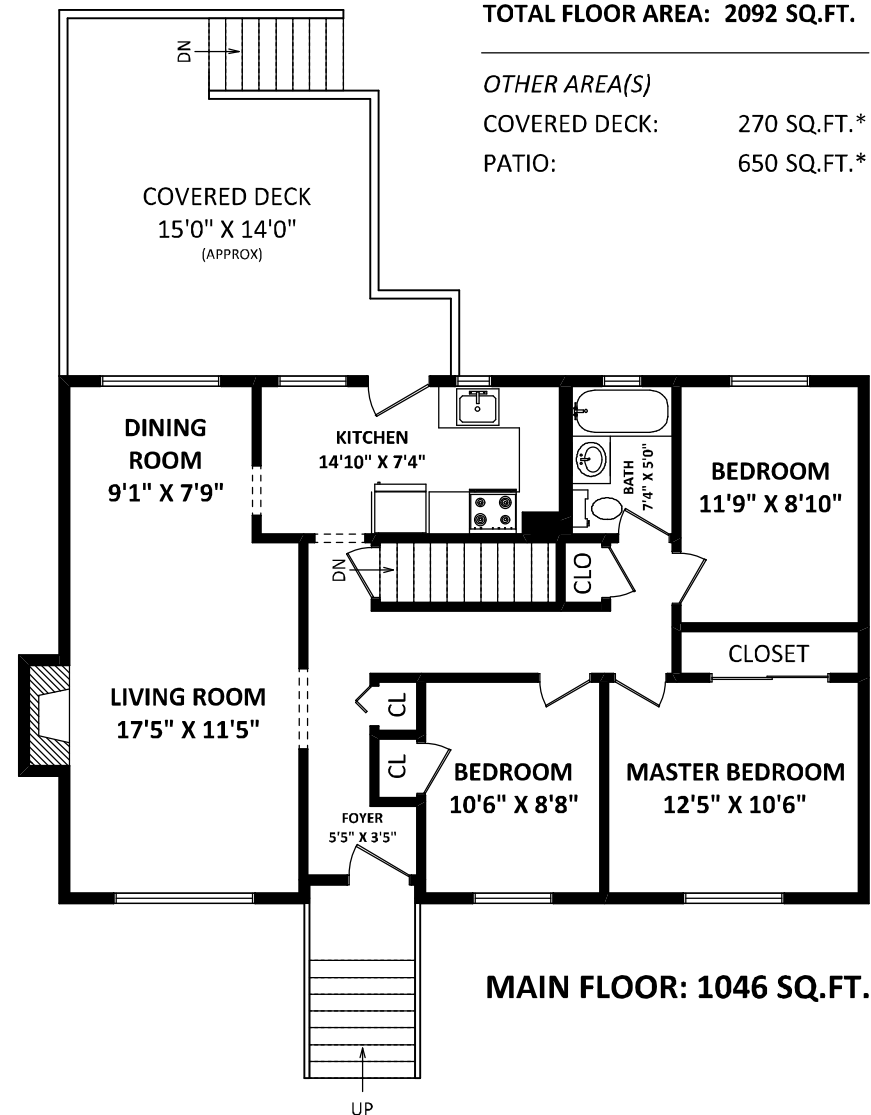 TOTAL FLOOR AREA: 2092 SQ.FT.
OTHER AREA(S)
COVERED DECK: 270 SQ.FT.*
PATIO: 650 SQ.FT.*
DN
COVERED DECK
15'0" X 14'0"
(APPROX)
DINING
ROOM
9'1" X 7'9"
KITCHEN
14'10" X 7'4"
BATH
7'4" X 5'0"
BEDROOM
11'9" X 8'10"
DN
CLO
CLOSET
LIVING ROOM
17'5" X 11'5"
CL
CL
BEDROOM
10'6" X 8'8"
MASTER BEDROOM
12'5" X 10'6"
FOYER
5'5" X 3'5"
MAIN FLOOR: 1046 SQ.FT.
UP